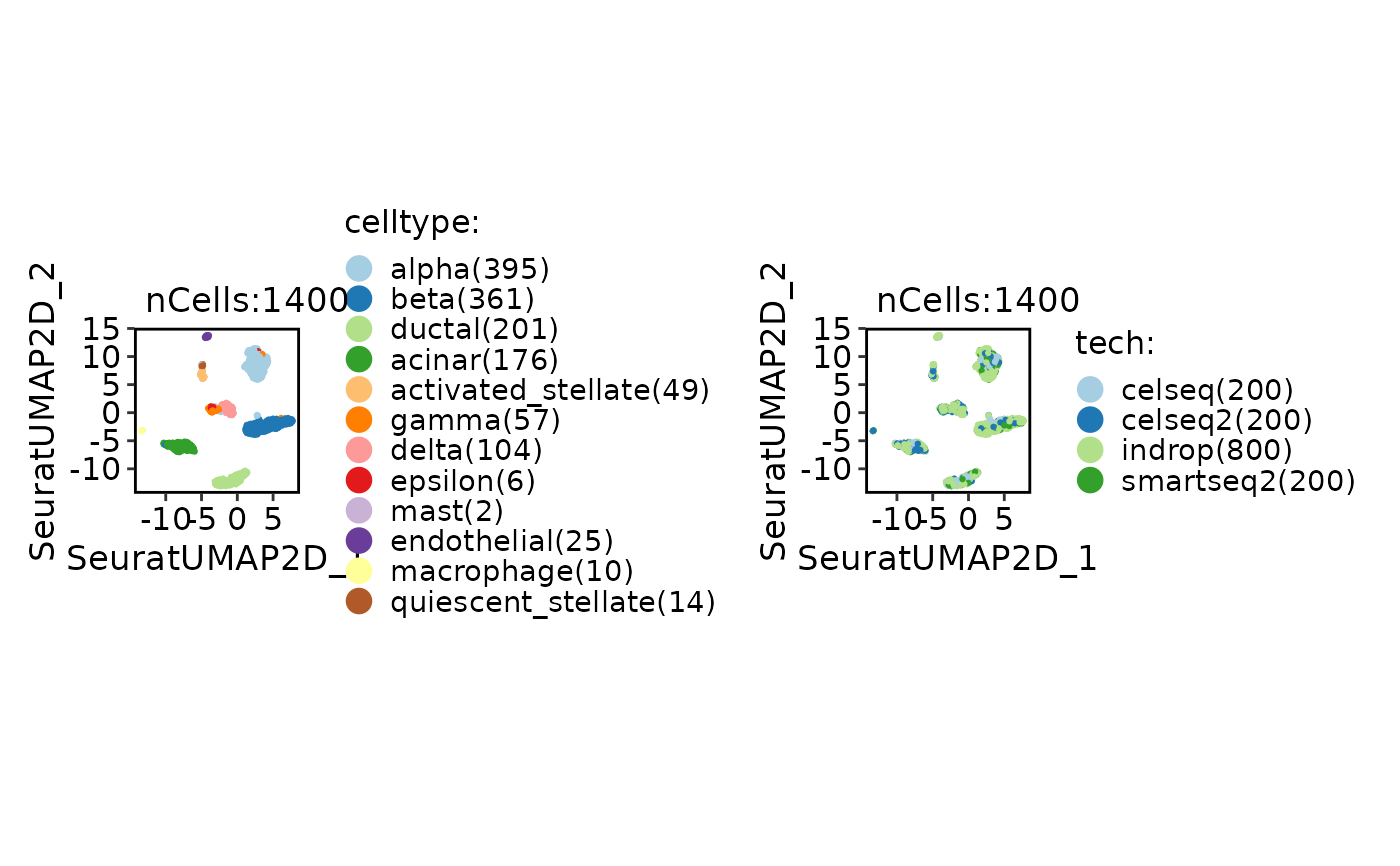 celltype:
nCells:1400
SeuratUMAP2D_2
15
10
5
0
-5
-10
-10
-5
0
5
SeuratUMAP2D_
alpha(395)
beta(361)
ductal(201)
acinar(176)
activated_stellate(49)
gamma(57)
delta(104)
epsilon(6)
mast(2)
endothelial(25)
macrophage(10)
quiescent_stellate(14)
nCells:1400
SeuratUMAP2D_2
15
10
5
0
-5
-10
-10
-5
0
5
SeuratUMAP2D_1
tech:
celseq(200)
celseq2(200)
indrop(800)
smartseq2(200)